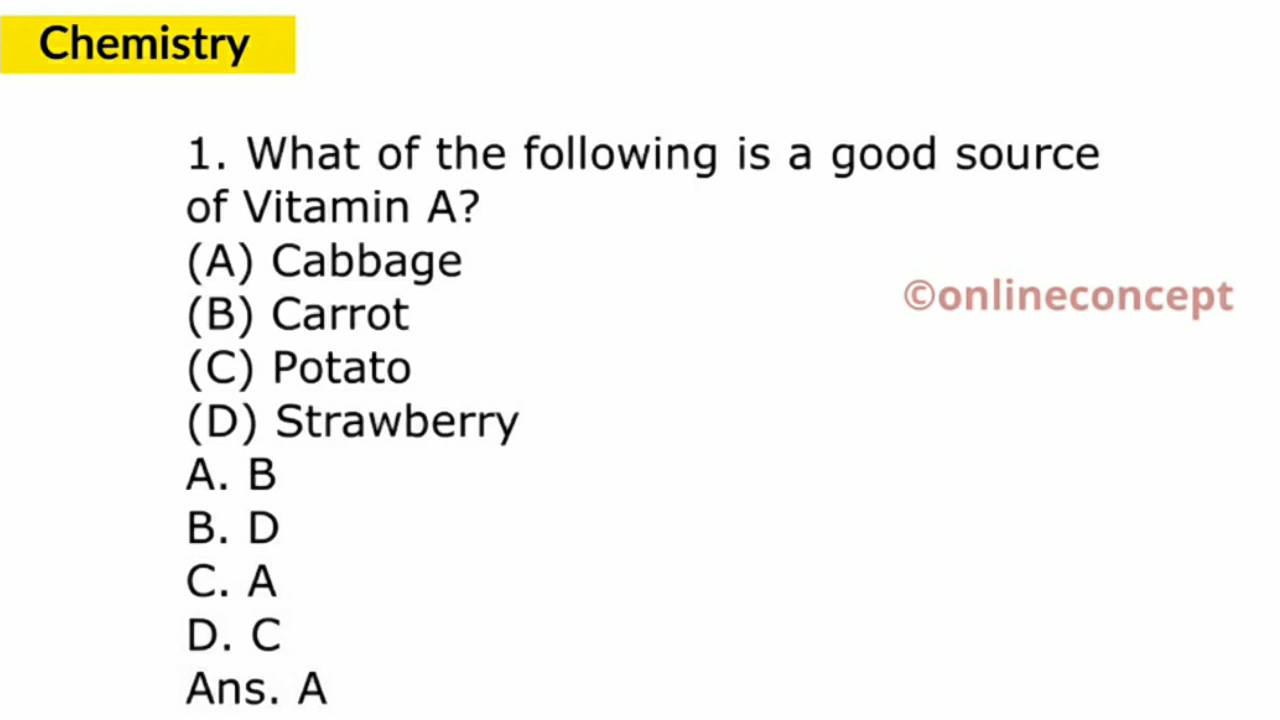 Chemistry
1. What of the following is a good source
of Vitamin A?
(A) Cabbage
©onlineconcept
(B) Carrot
(C) Potato
(D) Strawberry
A. B
B. D
C. A
D. C
Ans. A